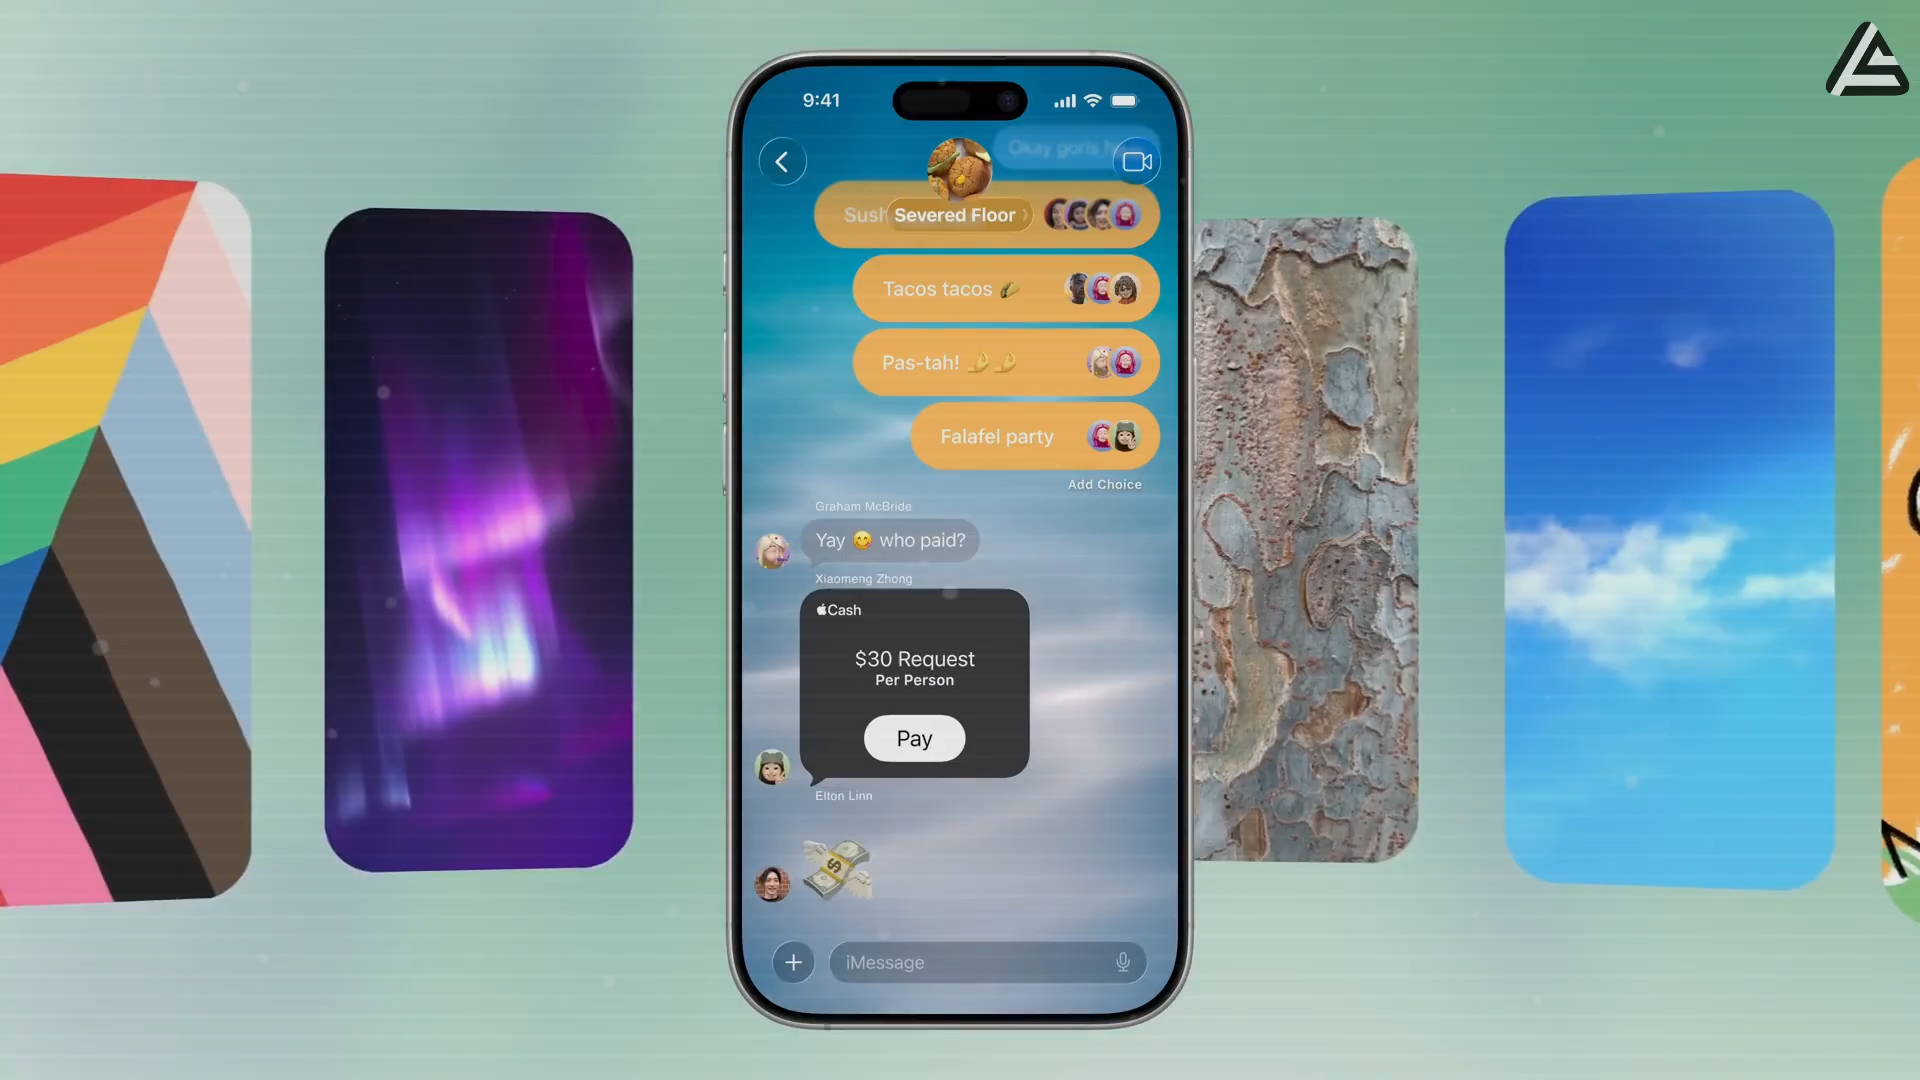 9:41
Okay
Sush
Severed Floor
Tacos tacos
Pas-tah!
Falafel party
Add Choice
Graham McBride
Yay 😋 who paid?
Xiaomeng Zhong
Cash
$30 Request
Per Person
Pay
Elton Linn
iMessage